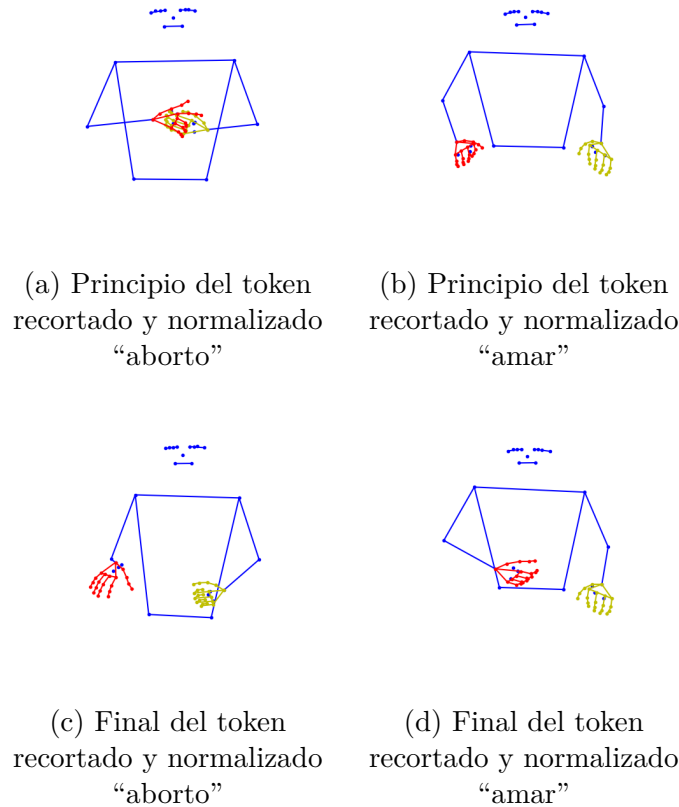 (a) Principio del token
recortado y normalizado
“aborto”
(b) Principio del token
recortado y normalizado
“amar”
(c) Final del token
recortado y normalizado
“aborto”
(d) Final del token
recortado y normalizado
“amar”